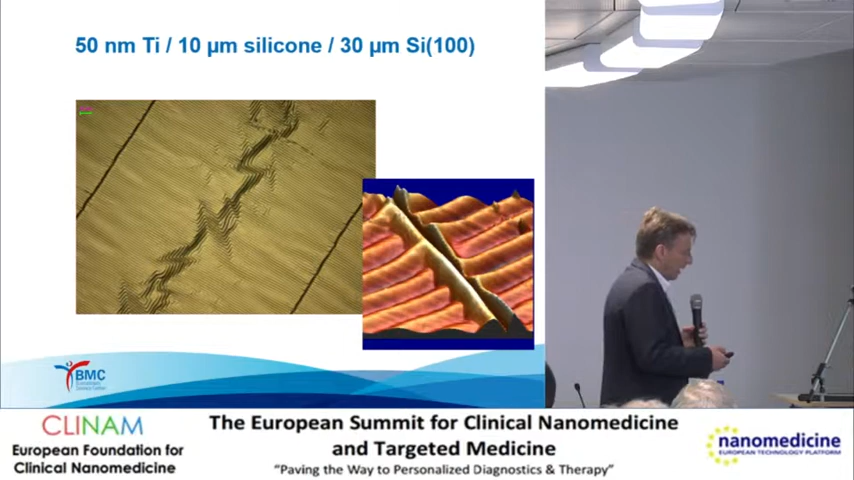 50 nm Ti / 10 µm silicone / 30 µm Si(100)
BMC
CLINAM
European Foundation for
Clinical Nanomedicine
The European Summit for Clinical Nanomedicine
and Targeted Medicine
“Paving the Way to Personalized Diagnostics & Therapy”
nanomedicine
EUROPEAN TECHNOLOGY PLATFORM